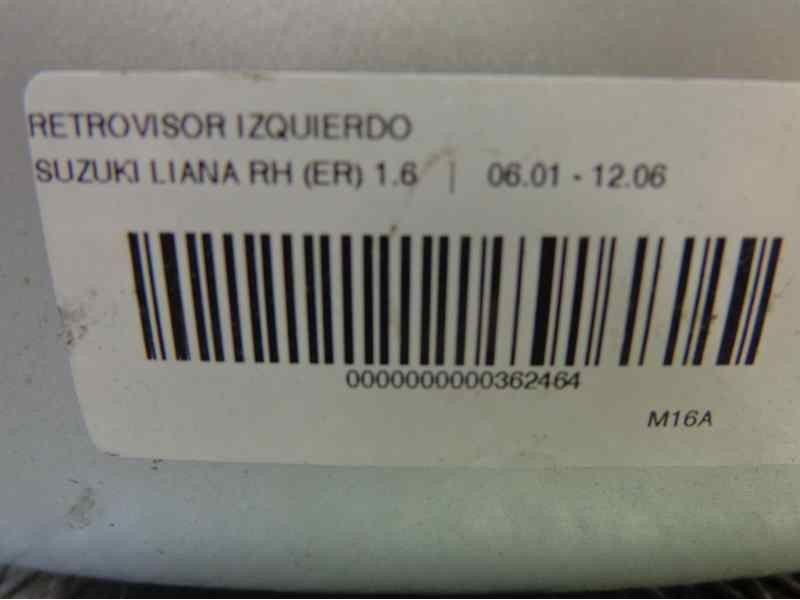 RETROVISOR IZQUIERDO
SUZUKI LIANA RH (ER) 1.6 | 06.01 - 12.06
0000000000362464
M16A